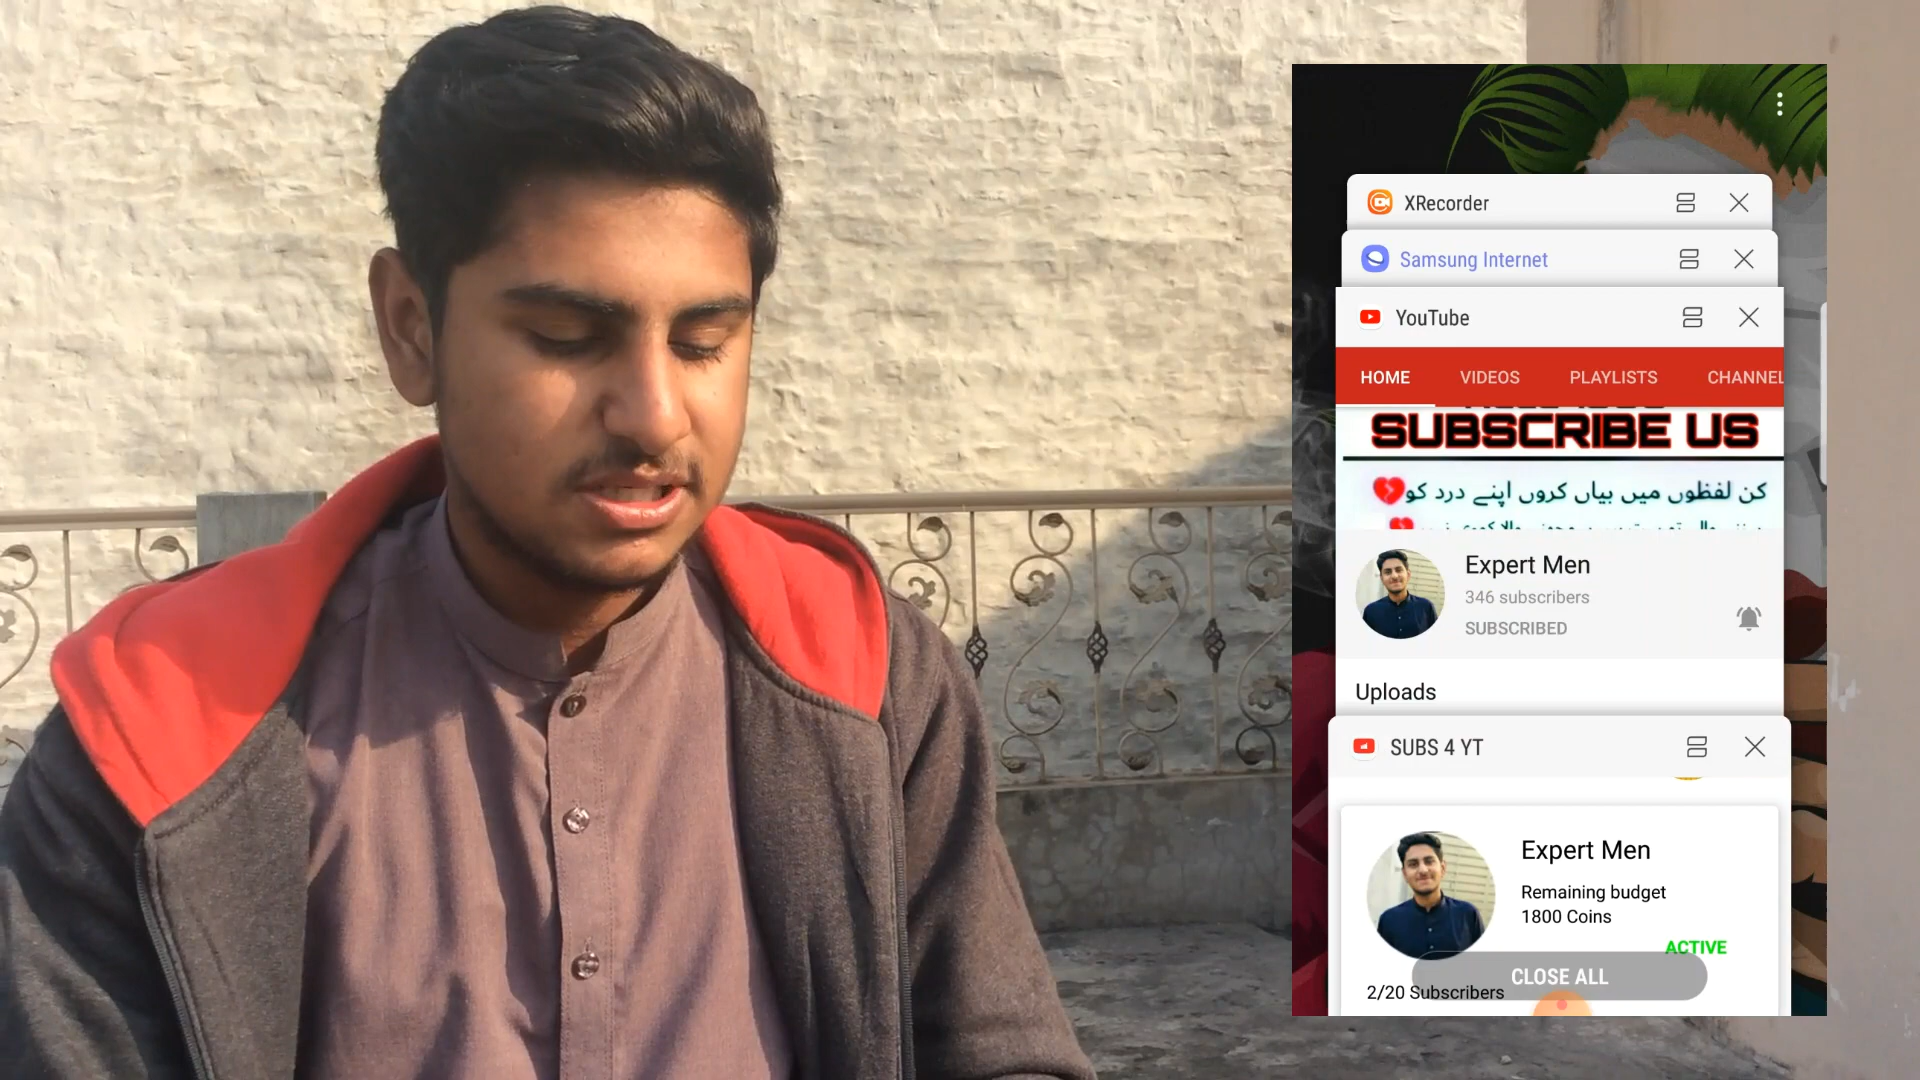 XRecorder
Samsung Internet
YouTube
HOME VIDEOS PLAYLISTS CHANNEL
SUBSCRIBE US
کن لفظوں میں بیاں کروں اپنے درد کو
Expert Men
346 subscribers
SUBSCRIBED
Uploads
SUBS 4 YT
Expert Men
Remaining budget
1800 Coins
ACTIVE
CLOSE ALL
2/20 Subscribers